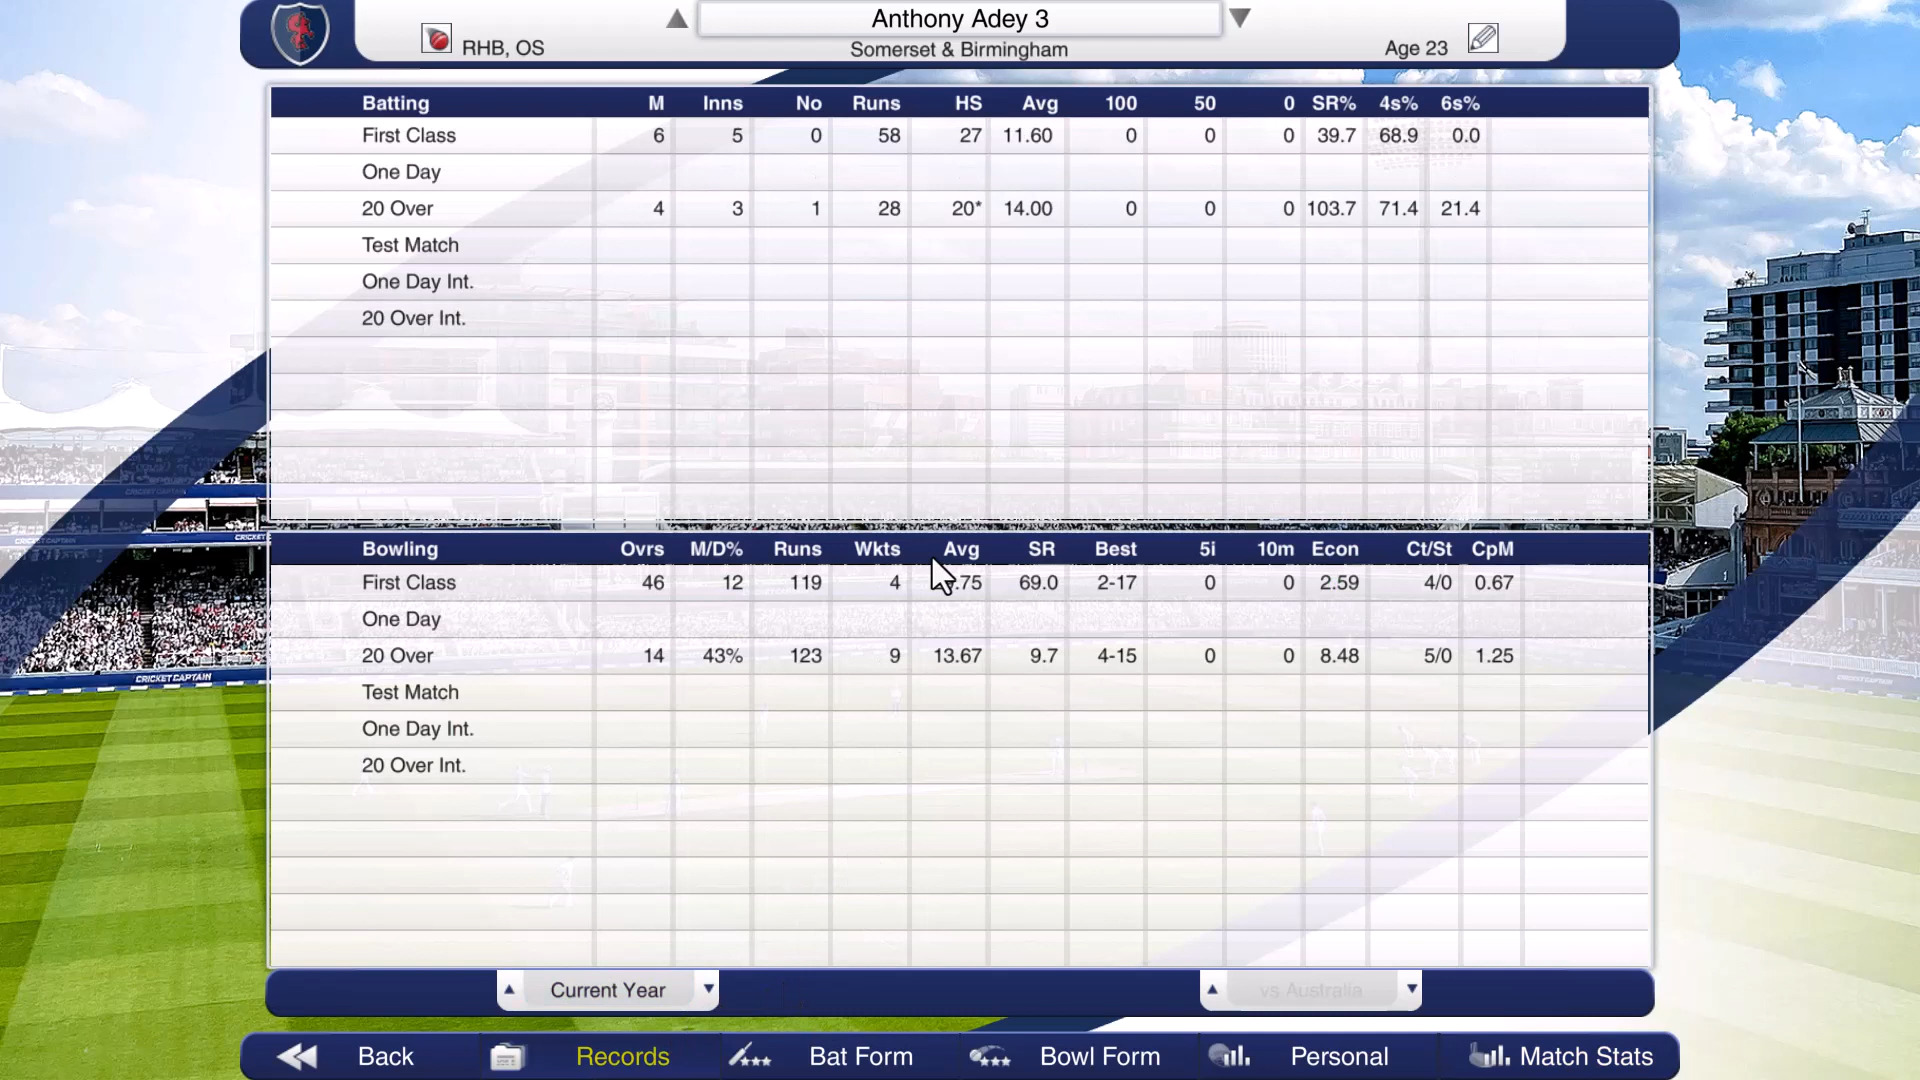 Anthony Adey 3
RHB, OS
Somerset & Birmingham
Age 23
Batting M Inns No Runs HS Avg 100 50 0 SR% 4s% 6s%
First Class 6 5 0 58 27 11.60 0 0 0 39.7 68.9 0.0
One Day
20 Over 4 3 1 28 20* 14.00 0 0 0 103.7 71.4 21.4
Test Match
One Day Int.
20 Over Int.
Bowling Ovrs M/D% Runs Wkts Avg SR Best 5i 10m Econ Ct/St CpM
First Class 46 12 119 4 .75 69.0 2-17 0 0 2.59 4/0 0.67
One Day
20 Over 14 43% 123 9 13.67 9.7 4-15 0 0 8.48 5/0 1.25
Test Match
One Day Int.
20 Over Int.
CRICKET CAPTAIN
Current Year
vs Australia
Back
Records
Bat Form
Bowl Form
Personal
Match Stats